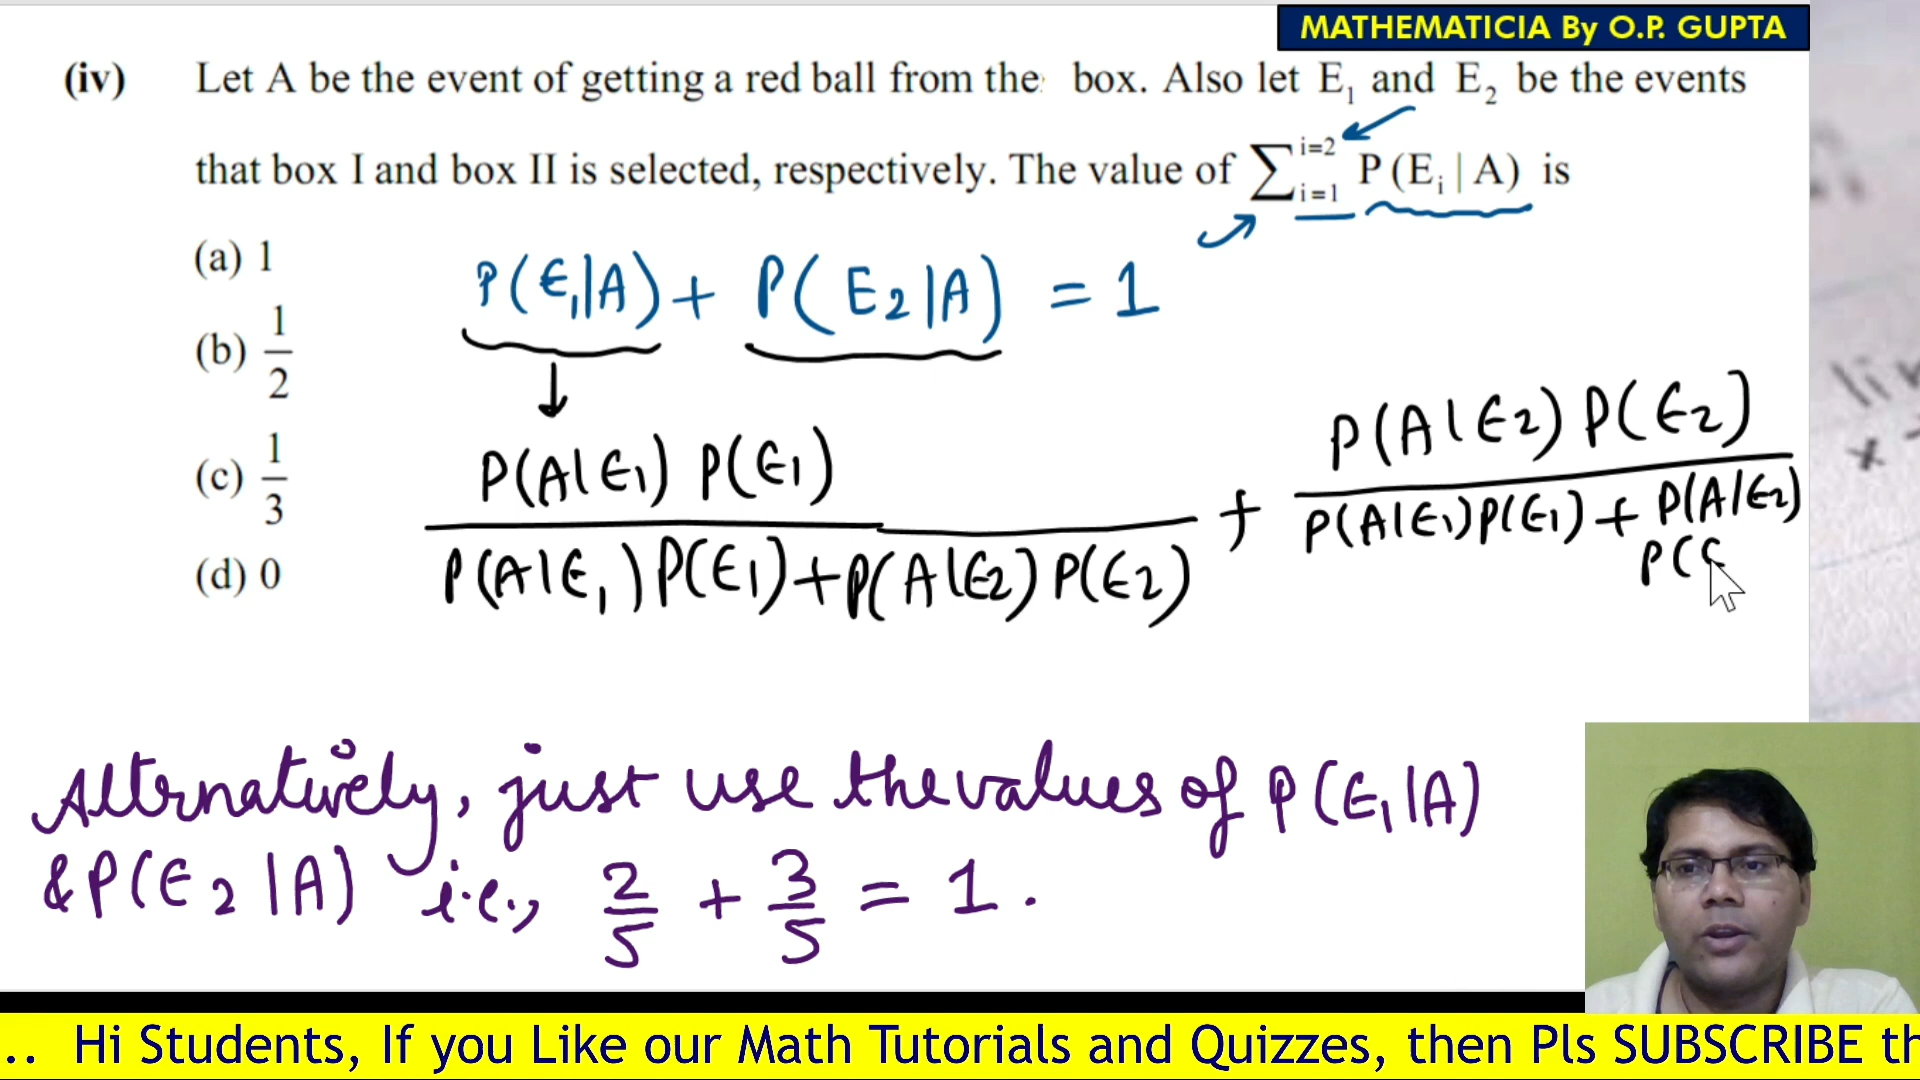 MATHEMATICIA By O.P. GUPTA
(iv) Let A be the event of getting a red ball from the box. Also let E₁ and E₂ be the events
that box I and box II is selected, respectively. The value of ∑ᵢ₌₁ⁱ⁼² P(Eᵢ | A) is
(a) 1
P(E₁|A) + P(E₂|A) = 1
(b) 1/2
(c) 1/3
(d) 0
P(A|E₁) P(E₁)
P(A|E₁) P(E₁) + P(A|E₂) P(E₂)
+
P(A|E₂) P(E₂)
P(A|E₁) P(E₁) + P(A|E₂)
P(E
Alternatively, just use the values of P(E₁|A)
& P(E₂|A) i.e., 2/5 + 3/5 = 1.
.. Hi Students, If you Like our Math Tutorials and Quizzes, then Pls SUBSCRIBE th